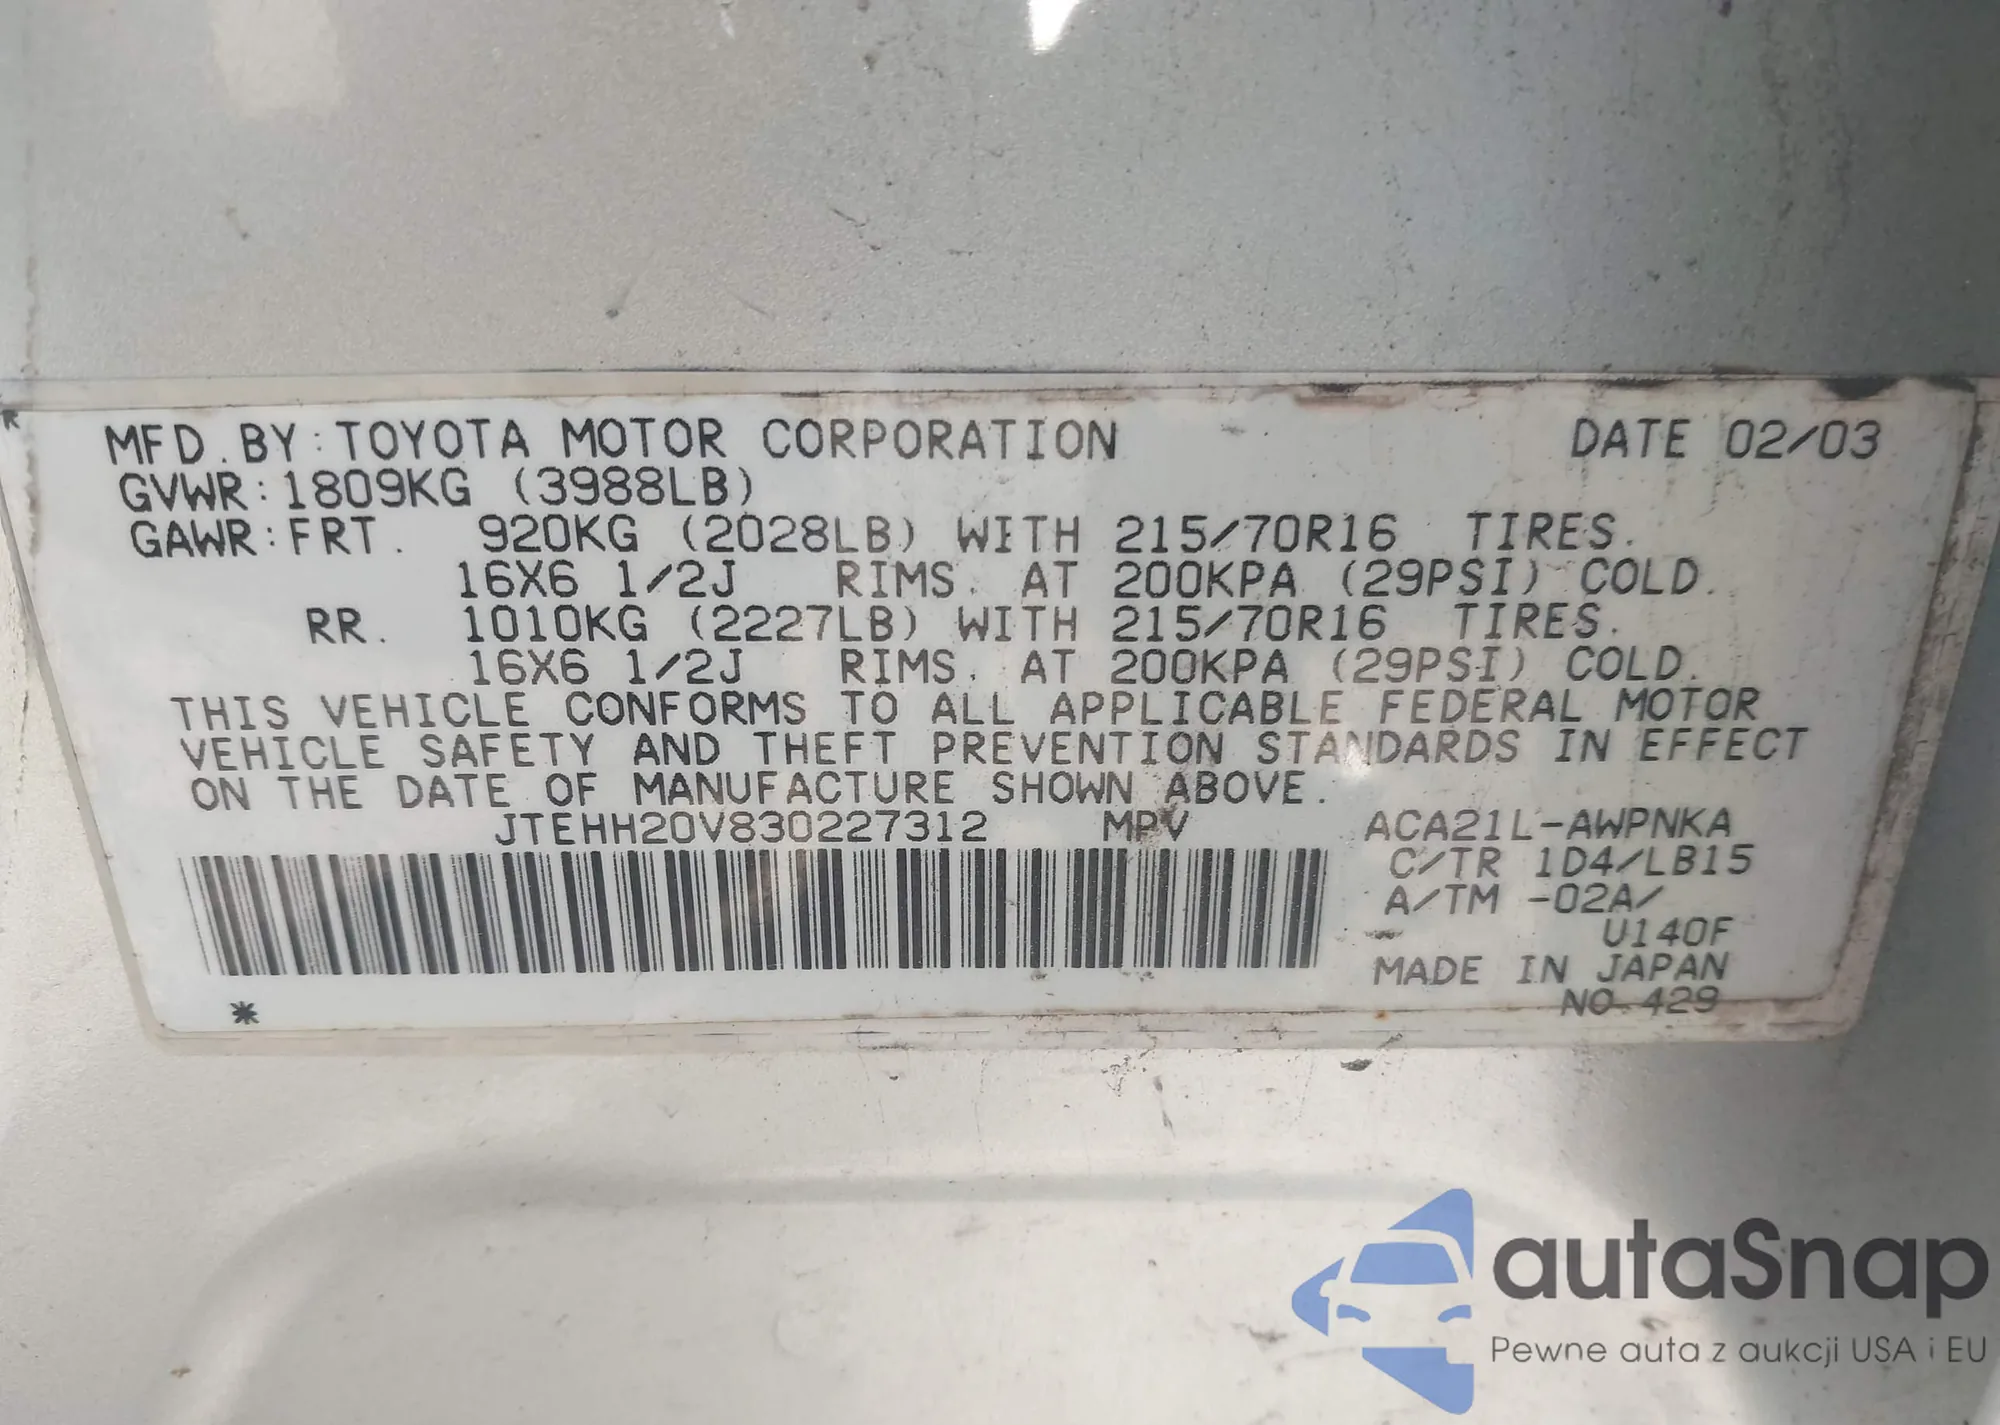 MFD.BY:TOYOTA MOTOR CORPORATION DATE 02/03
GVWR:1809KG (3988LB)
GAWR:FRT. 920KG (2028LB) WITH 215/70R16 TIRES.
16X6 1/2J RIMS. AT 200KPA (29PSI) COLD.
RR. 1010KG (2227LB) WITH 215/70R16 TIRES.
16X6 1/2J RIMS. AT 200KPA (29PSI) COLD.
THIS VEHICLE CONFORMS TO ALL APPLICABLE FEDERAL MOTOR
VEHICLE SAFETY AND THEFT PREVENTION STANDARDS IN EFFECT
ON THE DATE OF MANUFACTURE SHOWN ABOVE.
JTEHH20V830227312 MPV ACA21L-AWPNKA
C/TR 1D4/LB15
A/TM -02A/
U140F
MADE IN JAPAN
NO.429
*
autaSnap
Pewne auta z aukcji USA i EU